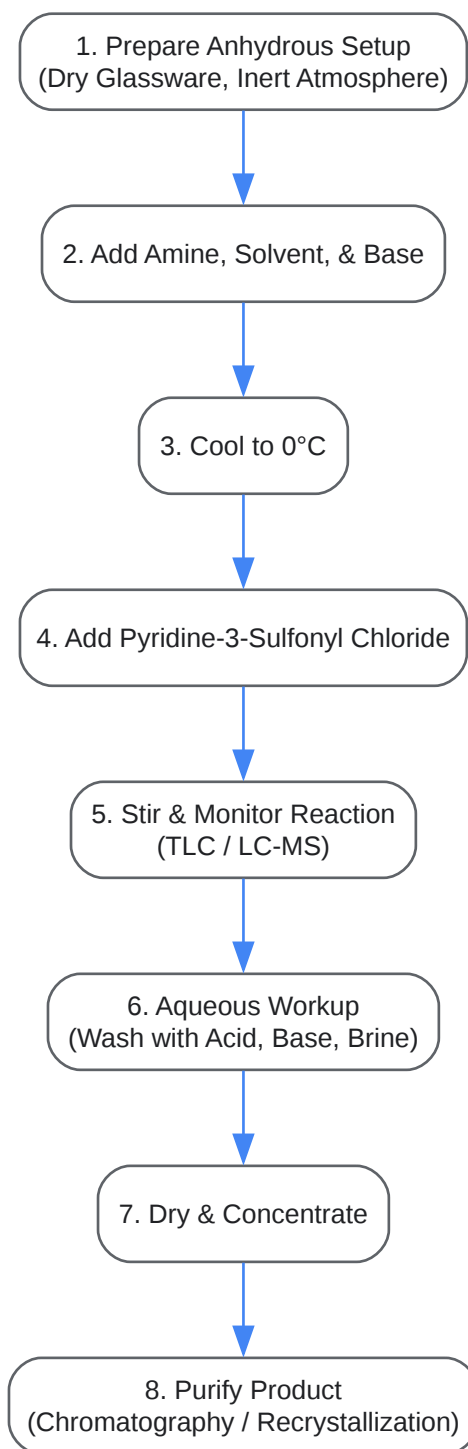 1. Prepare Anhydrous Setup
(Dry Glassware, Inert Atmosphere)
2. Add Amine, Solvent, & Base
3. Cool to 0°C
4. Add Pyridine-3-Sulfonyl Chloride
5. Stir & Monitor Reaction
(TLC / LC-MS)
6. Aqueous Workup
(Wash with Acid, Base, Brine)
7. Dry & Concentrate
8. Purify Product
(Chromatography / Recrystallization)